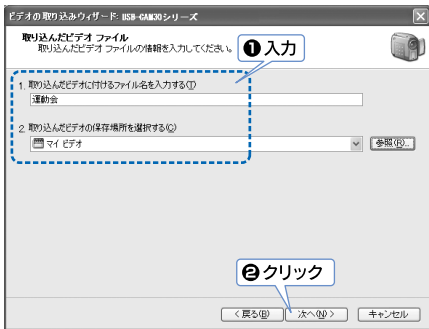 ビデオの取り込みウィザード: USB-CAM30シリーズ
取り込んだビデオ ファイル
取り込んだビデオ ファイルの情報を入力してください。
❶入力
1. 取り込んだビデオに付けるファイル名を入力する(T)
運動会
2. 取り込んだビデオの保存場所を選択する(C)
マイ ビデオ
参照(R)...
❷クリック
< 戻る(B)
次へ(N) >
キャンセル